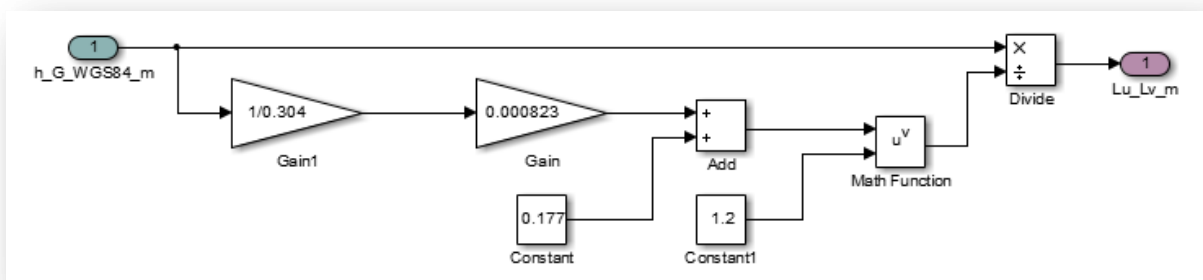 1
h_G_WGS84_m
1/0.304
Gain1
0.000823
Gain
+
+
Add
0.177
Constant
1.2
Constant1
u^v
Math Function
×
÷
Divide
1
Lu_Lv_m